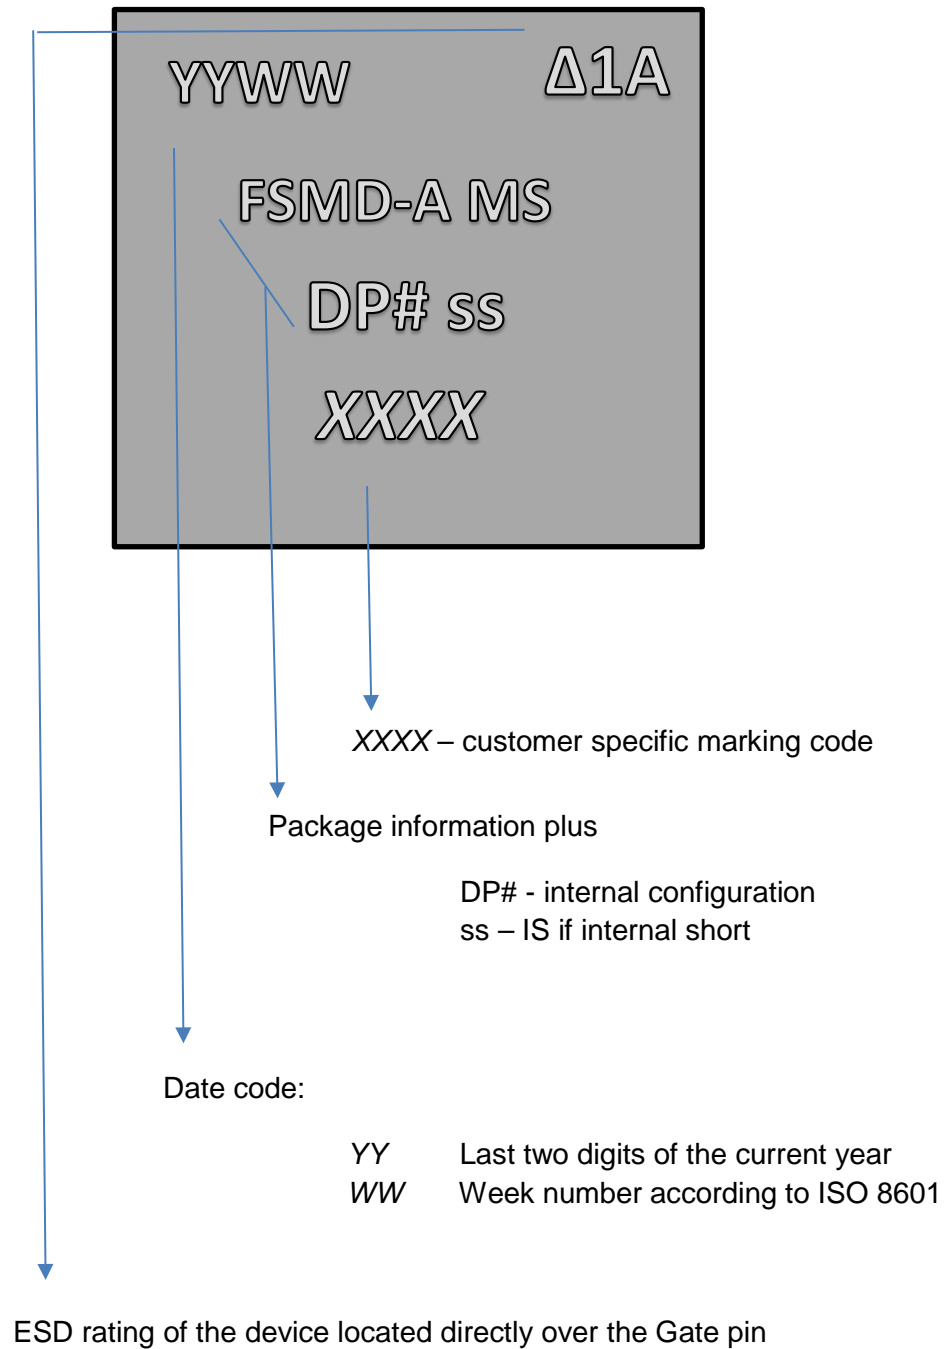 YYWW Δ1A
FSMD-A MS
DP# ss
XXXX
XXXX – customer specific marking code
Package information plus
DP# - internal configuration
ss – IS if internal short
Date code:
YY Last two digits of the current year
WW Week number according to ISO 8601
ESD rating of the device located directly over the Gate pin